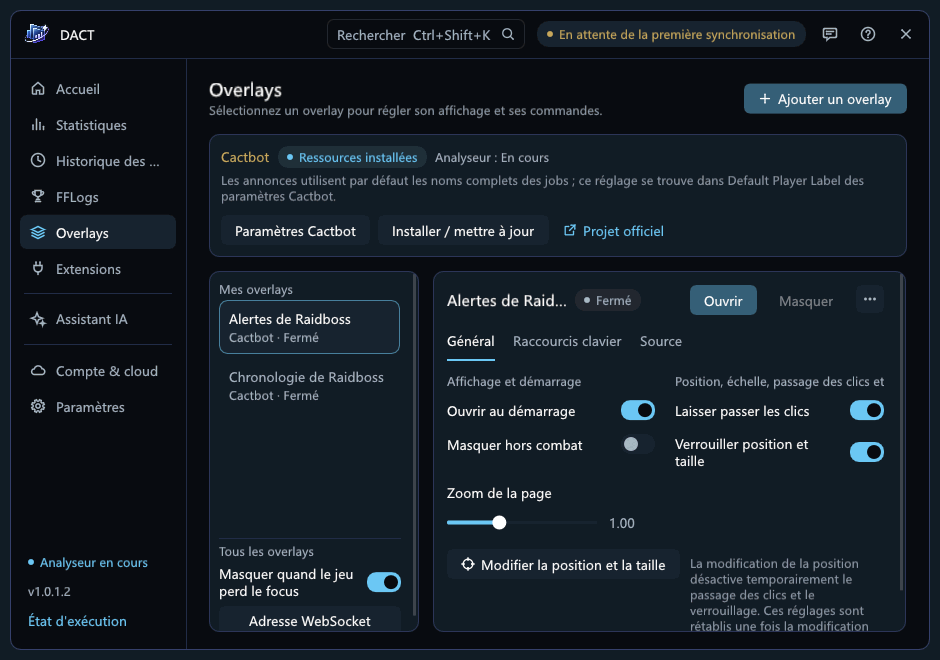 DACT
Rechercher Ctrl+Shift+K
En attente de la première synchronisation
Accueil
Statistiques
Historique des ...
FFLogs
Overlays
Extensions
Assistant IA
Compte & cloud
Paramètres
Analyseur en cours
v1.0.1.2
État d'exécution
Overlays
Sélectionnez un overlay pour régler son affichage et ses commandes.
+ Ajouter un overlay
Cactbot
Ressources installées
Analyseur : En cours
Les annonces utilisent par défaut les noms complets des jobs ; ce réglage se trouve dans Default Player Label des
paramètres Cactbot.
Paramètres Cactbot
Installer / mettre à jour
Projet officiel
Mes overlays
Alertes de Raidboss
Cactbot · Fermé
Chronologie de Raidboss
Cactbot · Fermé
Tous les overlays
Masquer quand le jeu
perd le focus
Adresse WebSocket
Alertes de Raid...
Fermé
Ouvrir
Masquer
Général
Raccourcis clavier
Source
Affichage et démarrage
Ouvrir au démarrage
Masquer hors combat
Position, échelle, passage des clics et
Laisser passer les clics
Verrouiller position et
taille
Zoom de la page
1.00
Modifier la position et la taille
La modification de la position
désactive temporairement le
passage des clics et le
verrouillage. Ces réglages sont
rétablis une fois la modification